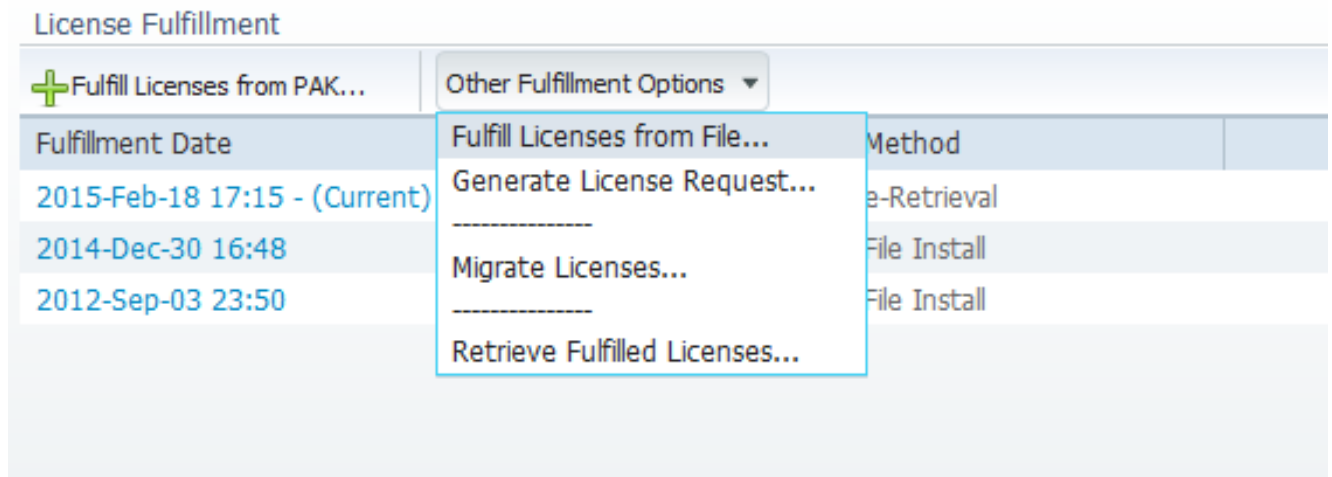 License Fulfillment
Fulfill Licenses from PAK... Other Fulfillment Options
Fulfillment Date Method
2015-Feb-18 17:15 - (Current) e-Retrieval
2014-Dec-30 16:48 File Install
2012-Sep-03 23:50 File Install
Fulfill Licenses from File...
Generate License Request...
---------------
Migrate Licenses...
---------------
Retrieve Fulfilled Licenses...